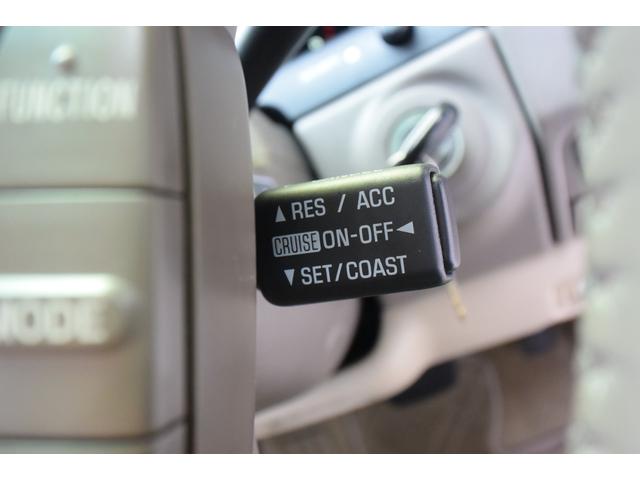 FUNCTION
▲ RES / ACC
CRUISE ON-OFF ◀
▼ SET/COAST
MODE